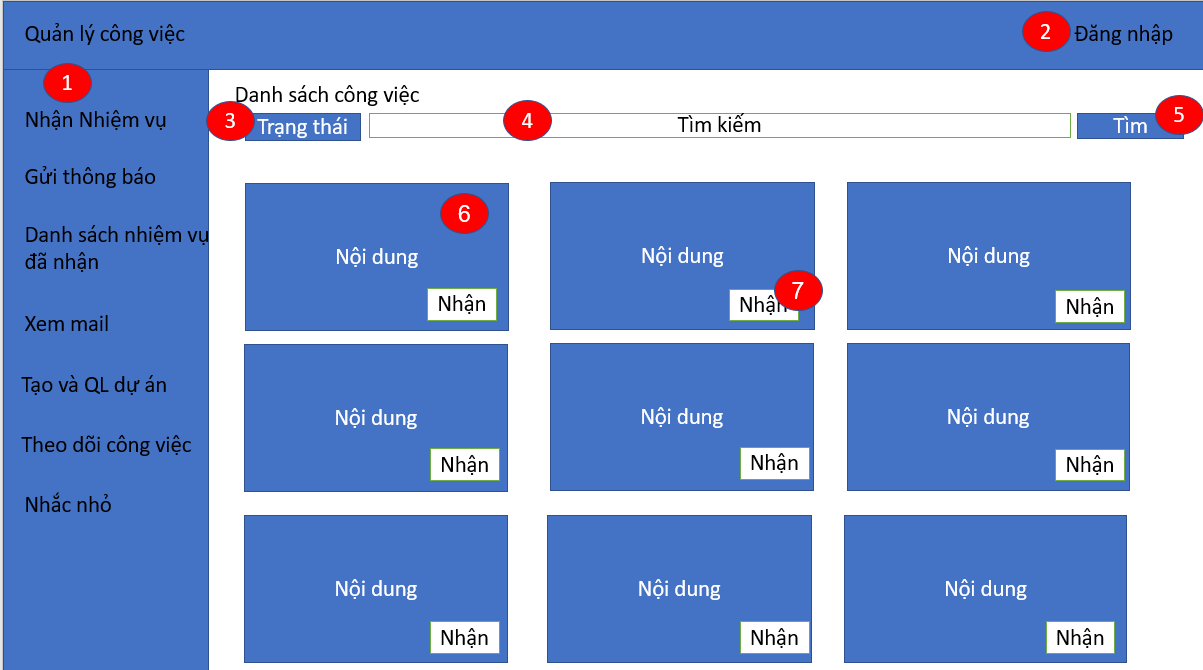 Quản lý công việc
2
Đăng nhập
1
Nhận Nhiệm vụ
Gửi thông báo
Danh sách nhiệm vụ
đã nhận
Xem mail
Tạo và QL dự án
Theo dõi công việc
Nhắc nhỏ
Danh sách công việc
3
Trạng thái
4
Tìm kiếm
Tìm
5
6
Nội dung
Nhận
Nội dung
Nhận
7
Nội dung
Nhận
Nội dung
Nhận
Nội dung
Nhận
Nội dung
Nhận
Nội dung
Nhận
Nội dung
Nhận
Nội dung
Nhận